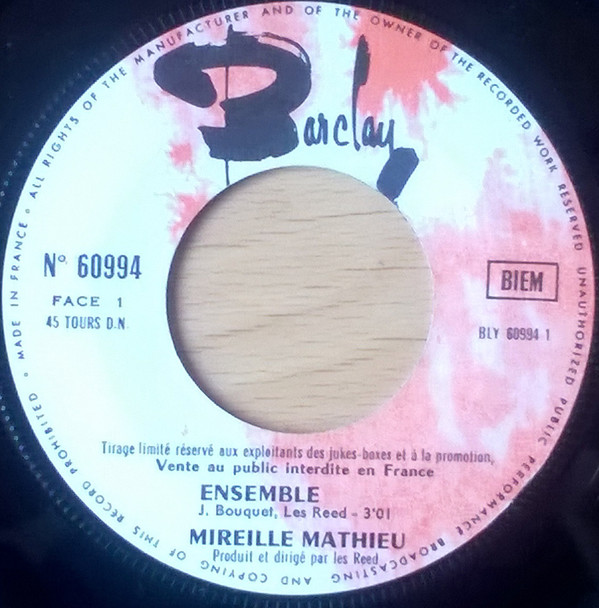 MADE IN FRANCE • ALL RIGHTS OF THE MANUFACTURER AND OF THE OWNER OF THE RECORDED WORK RESERVED UNAUTHORIZED PUBLIC PERFORMANCE BROADCASTING AND COPYING OF THIS RECORD PROHIBITED •
Barclay
N° 60994
FACE 1
45 TOURS D.N.
BIEM
BLY 60994 1
Tirage limité réservé aux exploitants des jukes-boxes et à la promotion,
Vente au public interdite en France
ENSEMBLE
J. Bouquet, Les Reed - 3'01
MIREILLE MATHIEU
Produit et dirigé par les Reed